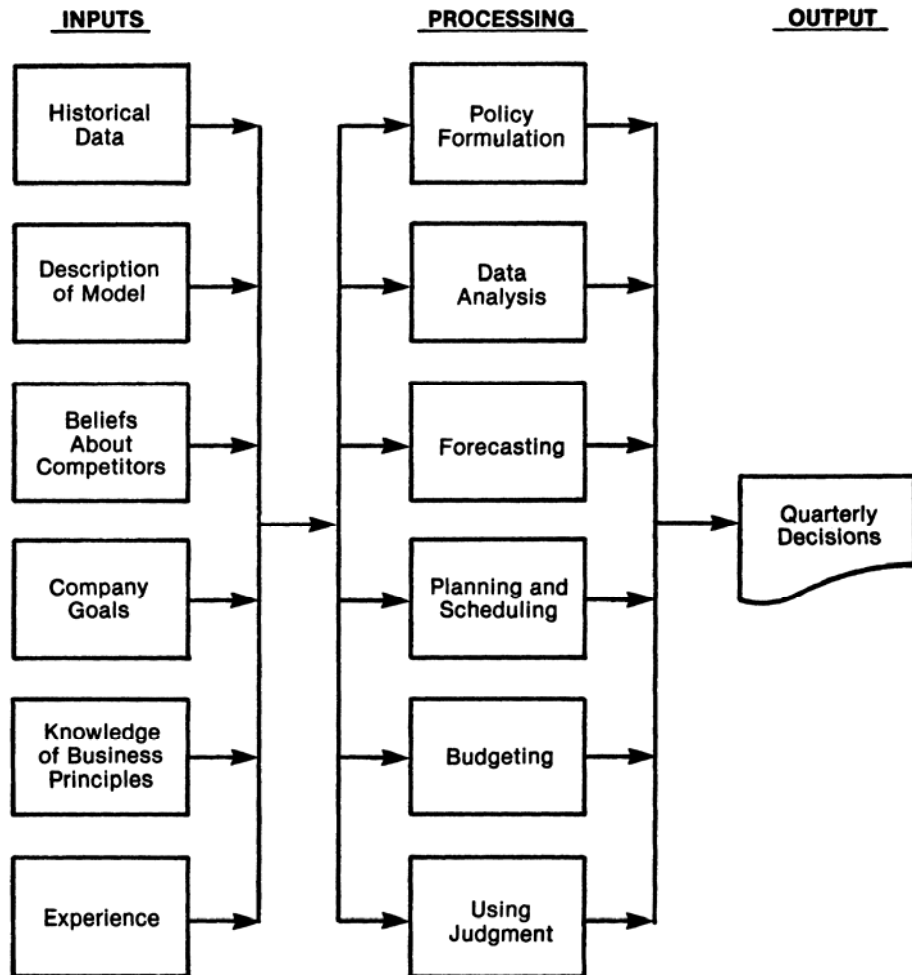 INPUTS
PROCESSING
OUTPUT
Historical
Data
Description
of Model
Beliefs
About
Competitors
Company
Goals
Knowledge
of Business
Principles
Experience
Policy
Formulation
Data
Analysis
Forecasting
Planning and
Scheduling
Budgeting
Using
Judgment
Quarterly
Decisions